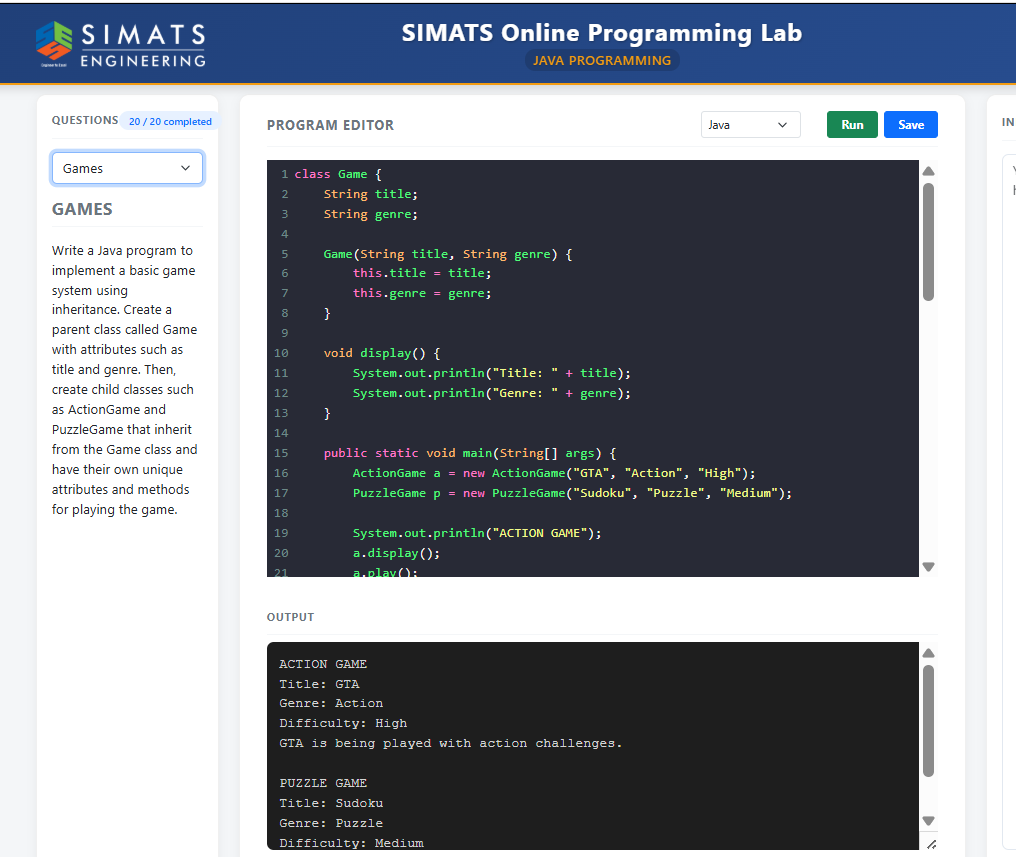 SIMATS
ENGINEERING
Engineer to Excel
SIMATS Online Programming Lab
JAVA PROGRAMMING
QUESTIONS 20 / 20 completed
Games
GAMES
Write a Java program to
implement a basic game
system using
inheritance. Create a
parent class called Game
with attributes such as
title and genre. Then,
create child classes such
as ActionGame and
PuzzleGame that inherit
from the Game class and
have their own unique
attributes and methods
for playing the game.
PROGRAM EDITOR
Java
Run
Save
1 class Game {
2     String title;
3     String genre;
4
5     Game(String title, String genre) {
6         this.title = title;
7         this.genre = genre;
8     }
9
10     void display() {
11         System.out.println("Title: " + title);
12         System.out.println("Genre: " + genre);
13     }
14
15     public static void main(String[] args) {
16         ActionGame a = new ActionGame("GTA", "Action", "High");
17         PuzzleGame p = new PuzzleGame("Sudoku", "Puzzle", "Medium");
18
19         System.out.println("ACTION GAME");
20         a.display();
21         a.play();
OUTPUT
ACTION GAME
Title: GTA
Genre: Action
Difficulty: High
GTA is being played with action challenges.
PUZZLE GAME
Title: Sudoku
Genre: Puzzle
Difficulty: Medium
IN